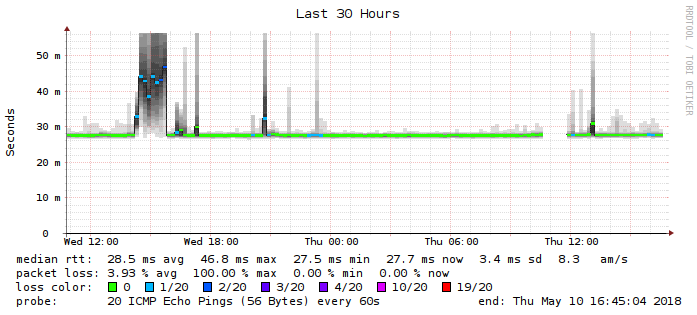 Last 30 Hours
RRDTOOL / TOBI OETIKER
Seconds
50 m
40 m
30 m
20 m
10 m
0
Wed 12:00 Wed 18:00 Thu 00:00 Thu 06:00 Thu 12:00
median rtt: 28.5 ms avg 46.8 ms max 27.5 ms min 27.7 ms now 3.4 ms sd 8.3 am/s
packet loss: 3.93 % avg 100.00 % max 0.00 % min 0.00 % now
loss color: 0 1/20 2/20 3/20 4/20 10/20 19/20
probe: 20 ICMP Echo Pings (56 Bytes) every 60s end: Thu May 10 16:45:04 2018